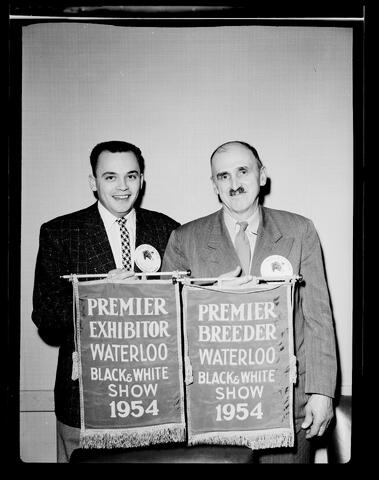 PREMIER
EXHIBITOR
WATERLOO
BLACK & WHITE
SHOW
1954
PREMIER
BREEDER
WATERLOO
BLACK & WHITE
SHOW
1954